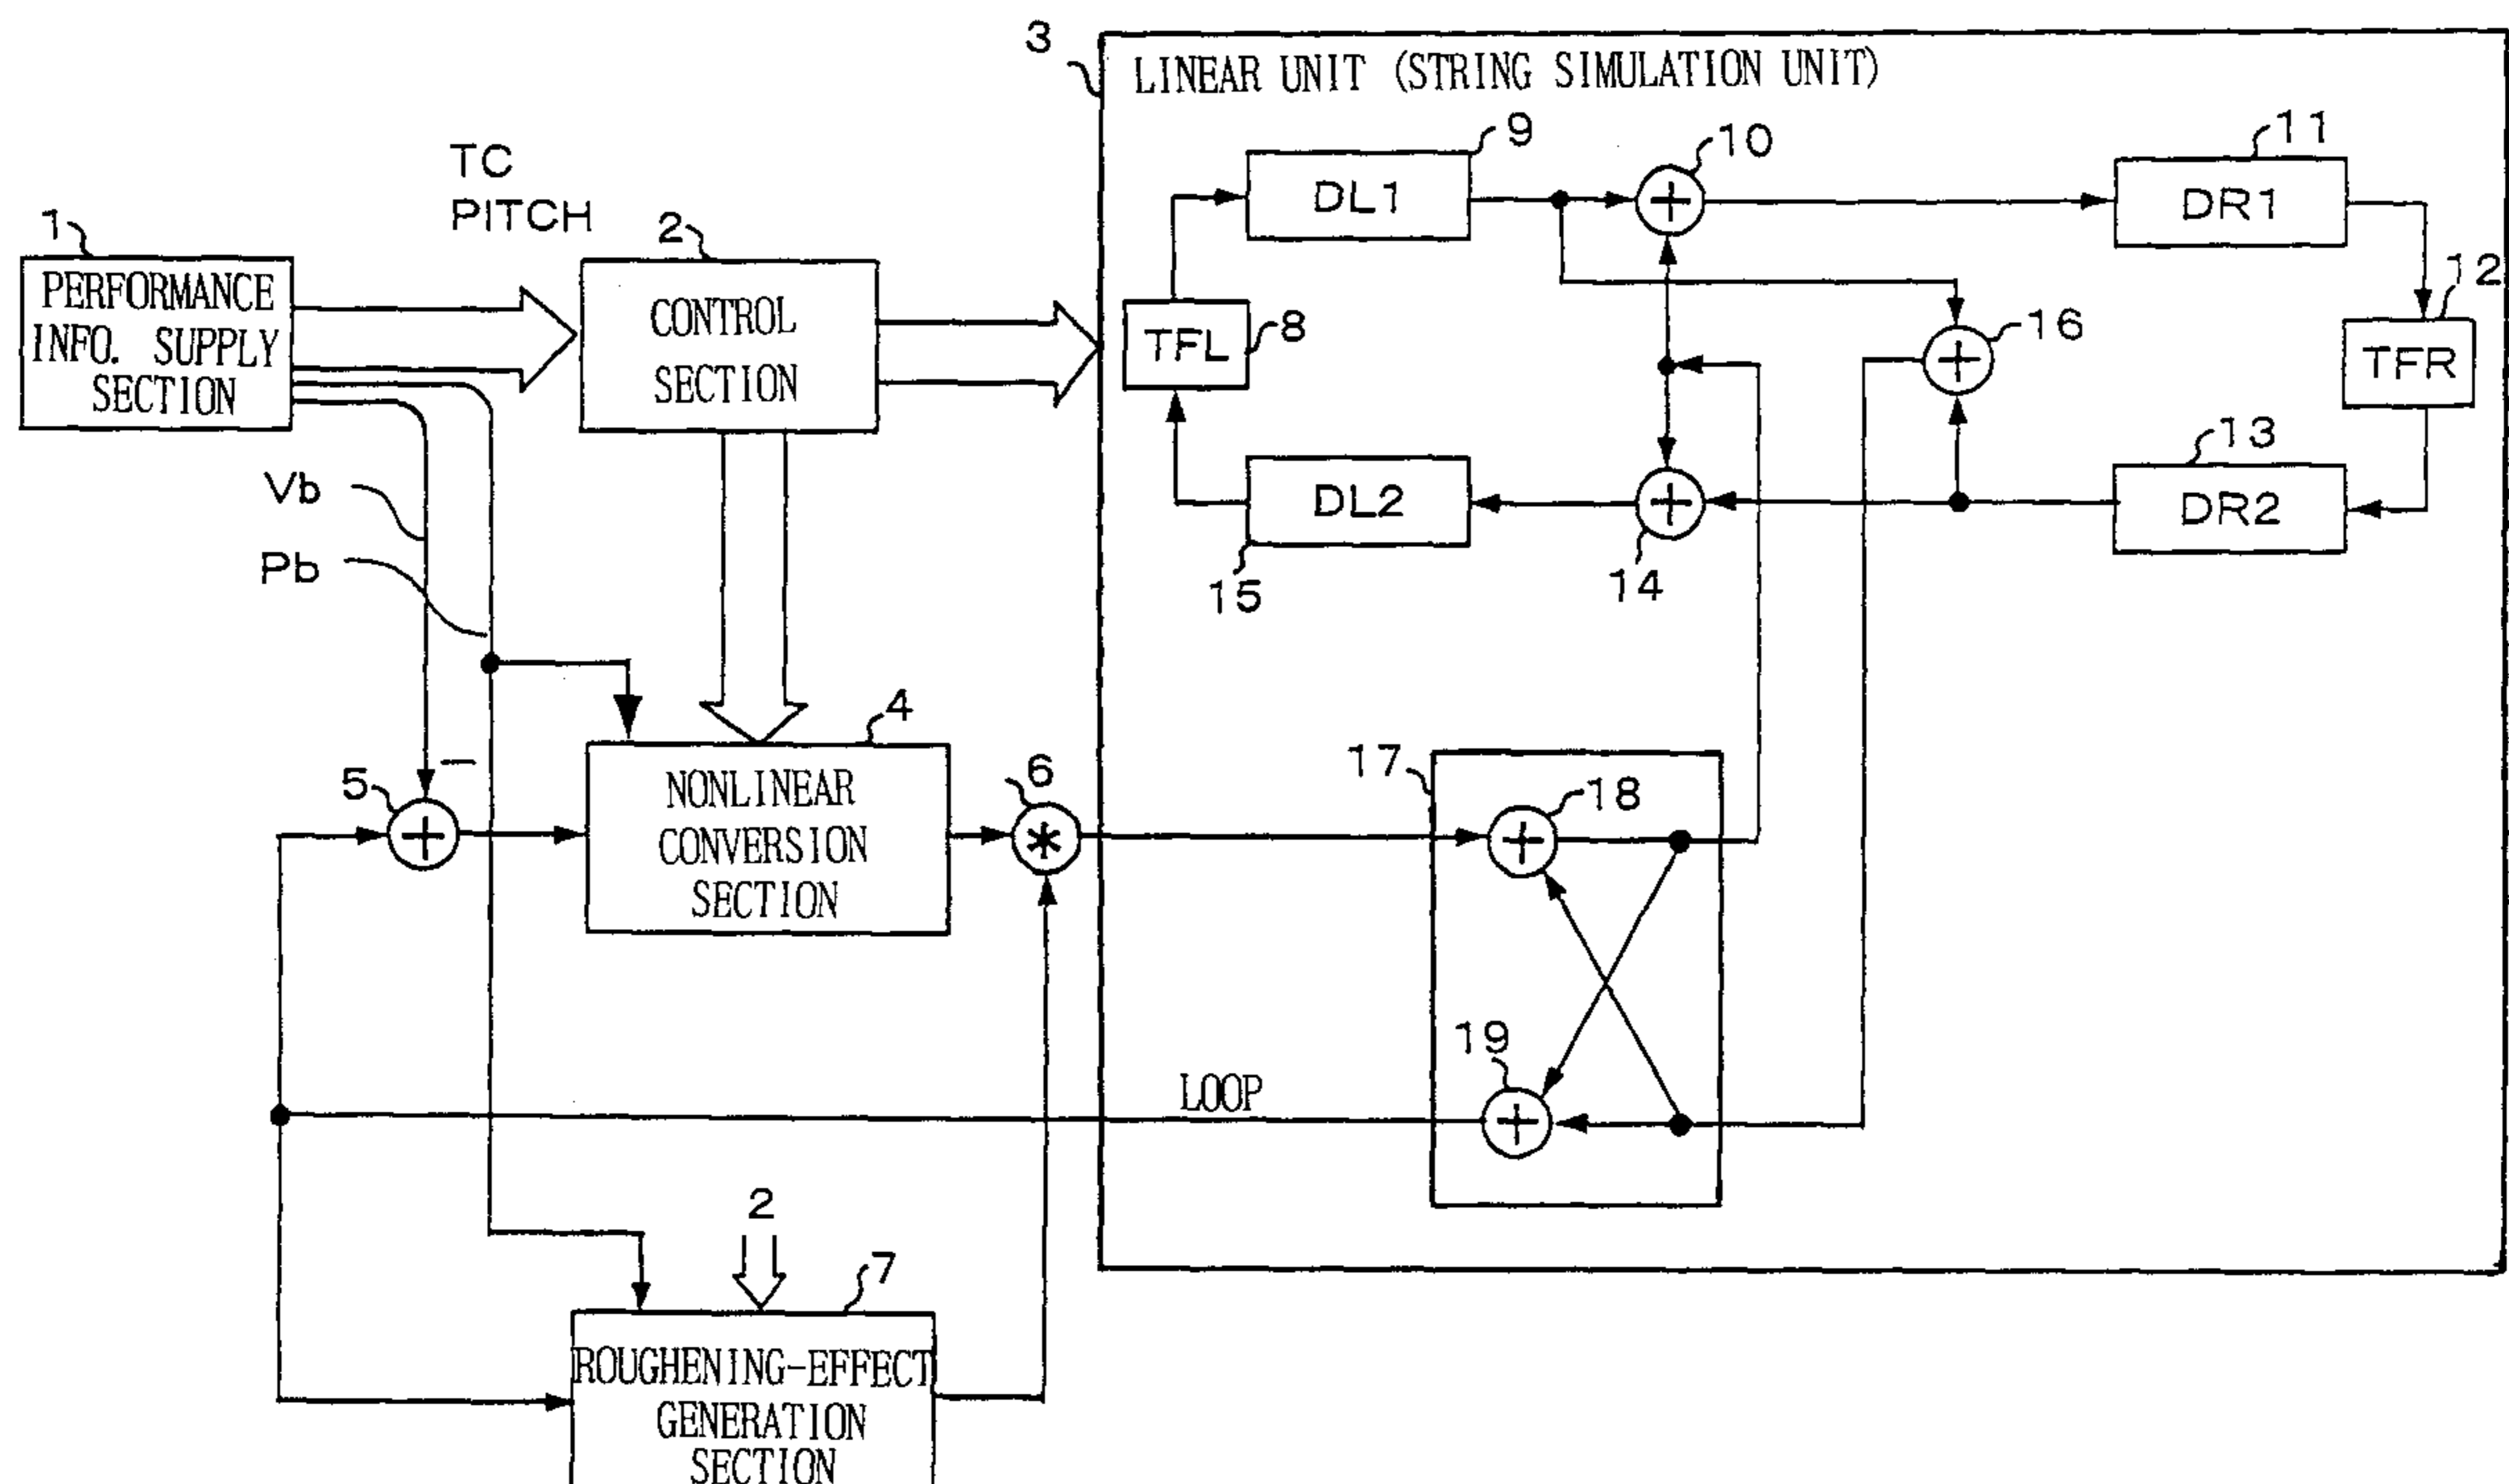 3
LINEAR UNIT (STRING SIMULATION UNIT)
9
10
11
DL1
+
DR1
TC
PITCH
1
2
12
PERFORMANCE
INFO. SUPPLY
SECTION
CONTROL
SECTION
TFL
8
+
16
TFR
13
Vb
DL2
+
DR2
Pb
15
14
4
17
18
5
−
NONLINEAR
CONVERSION
SECTION
6
+
*
+
19
LOOP
+
2
7
ROUGHENING-EFFECT
GENERATION
SECTION